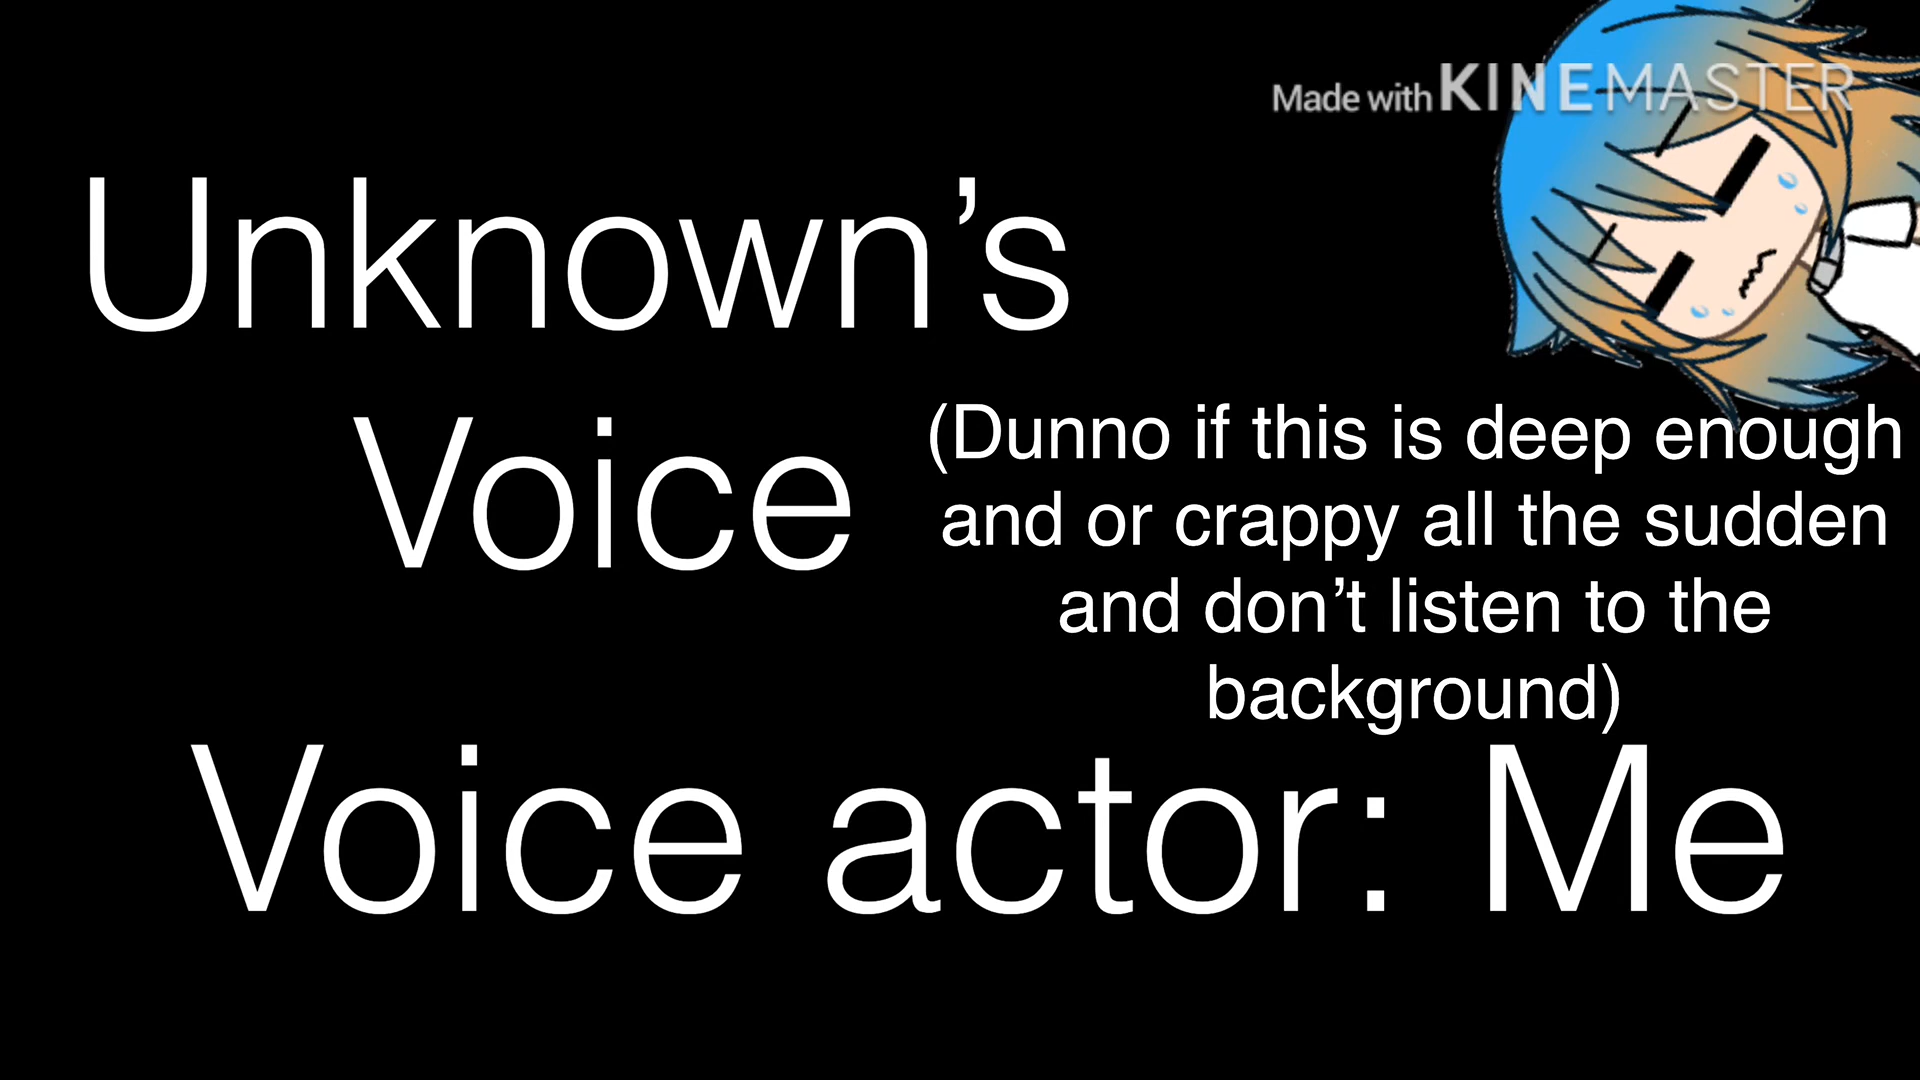 Made with KINEMASTER
Unknown’s
Voice
(Dunno if this is deep enough
and or crappy all the sudden
and don’t listen to the
background)
Voice actor: Me